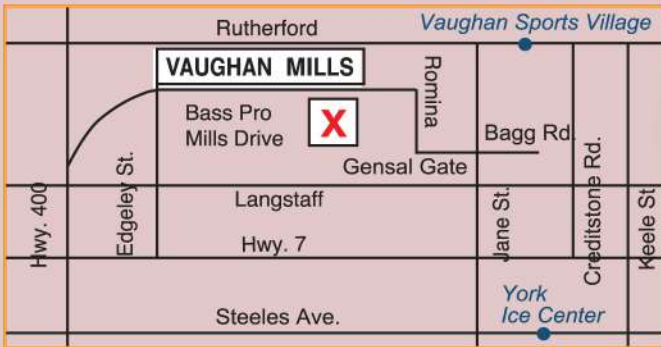 Rutherford
Vaughan Sports Village
VAUGHAN MILLS
Romina
Bass Pro
Mills Drive
X
Bagg Rd.
Gensal Gate
Hwy. 400
Edgeley St.
Langstaff
Jane St.
Creditstone Rd.
Keele St
Hwy. 7
York
Ice Center
Steeles Ave.